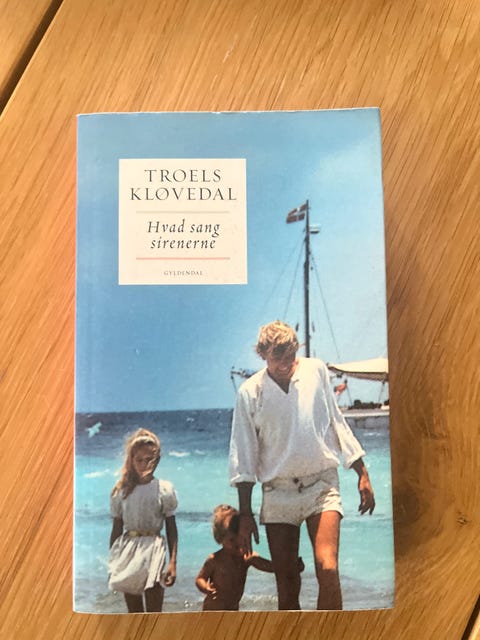 TROELS
KLØVEDAL
Hvad sang
sirenerne
GYLDENDAL